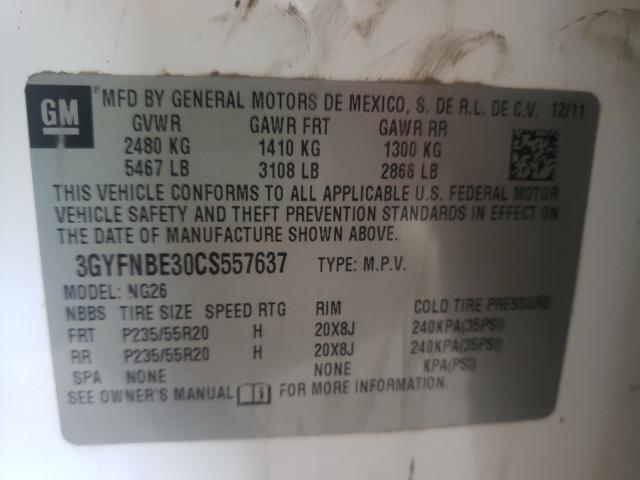 GM
MFD BY GENERAL MOTORS DE MEXICO, S. DE R.L. DE C.V. 12/11
GVWR GAWR FRT GAWR RR
2480 KG 1410 KG 1300 KG
5467 LB 3108 LB 2866 LB
THIS VEHICLE CONFORMS TO ALL APPLICABLE U.S. FEDERAL MOTOR
VEHICLE SAFETY AND THEFT PREVENTION STANDARDS IN EFFECT ON
THE DATE OF MANUFACTURE SHOWN ABOVE.
3GYFNBE30CS557637 TYPE: M.P.V.
MODEL: NG26
NBBS TIRE SIZE SPEED RTG RIM COLD TIRE PRESSURE
FRT P235/55R20 H 20X8J 240KPA(35PSI)
RR P235/55R20 H 20X8J 240KPA(35PSI)
SPA NONE NONE KPA(PSI)
SEE OWNER'S MANUAL FOR MORE INFORMATION.